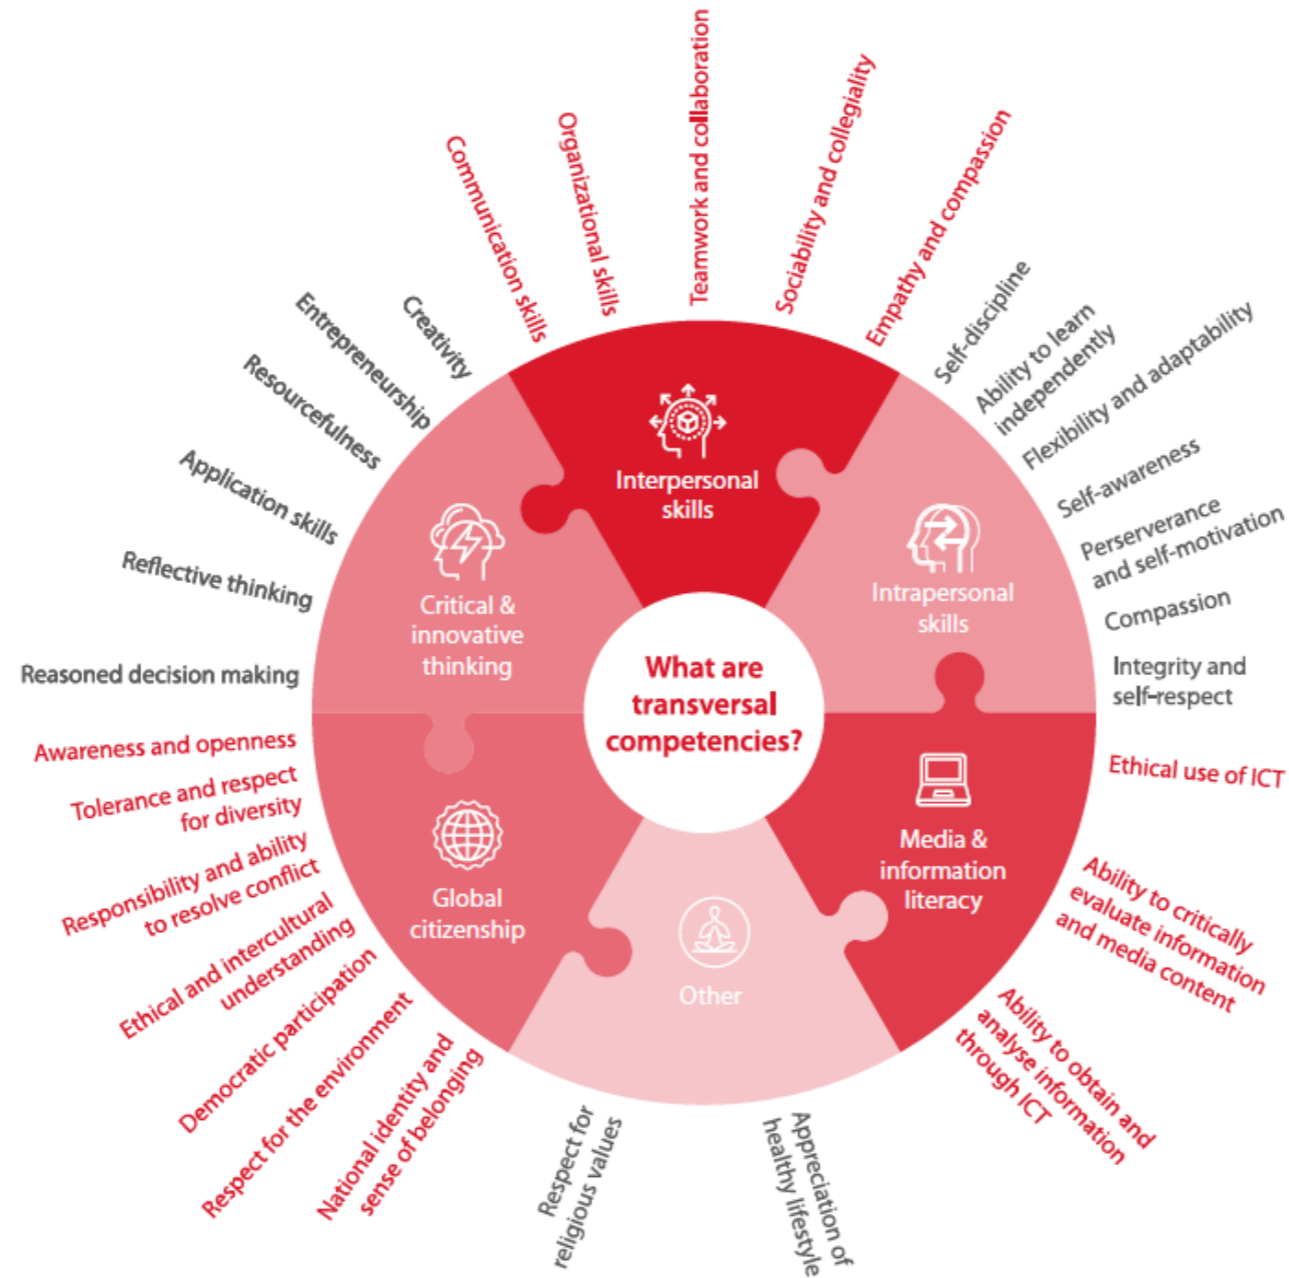 What are
transversal
competencies?
Interpersonal
skills
Communication skills
Organizational skills
Teamwork and collaboration
Sociability and collegiality
Empathy and compassion
Intrapersonal
skills
Self-discipline
Ability to learn
independently
Flexibility and adaptability
Self-awareness
Perserverance
and self-motivation
Compassion
Integrity and
self-respect
Media &
information
literacy
Ethical use of ICT
Ability to critically
evaluate information
and media content
Ability to obtain and
analyse information
through ICT
Other
Appreciation of
healthy lifestyle
Respect for
religious values
Global
citizenship
National identity and
sense of belonging
Respect for the environment
Democratic participation
Ethical and intercultural
understanding
Responsibility and ability
to resolve conflict
Tolerance and respect
for diversity
Awareness and openness
Critical &
innovative
thinking
Reasoned decision making
Reflective thinking
Application skills
Resourcefulness
Entrepreneurship
Creativity